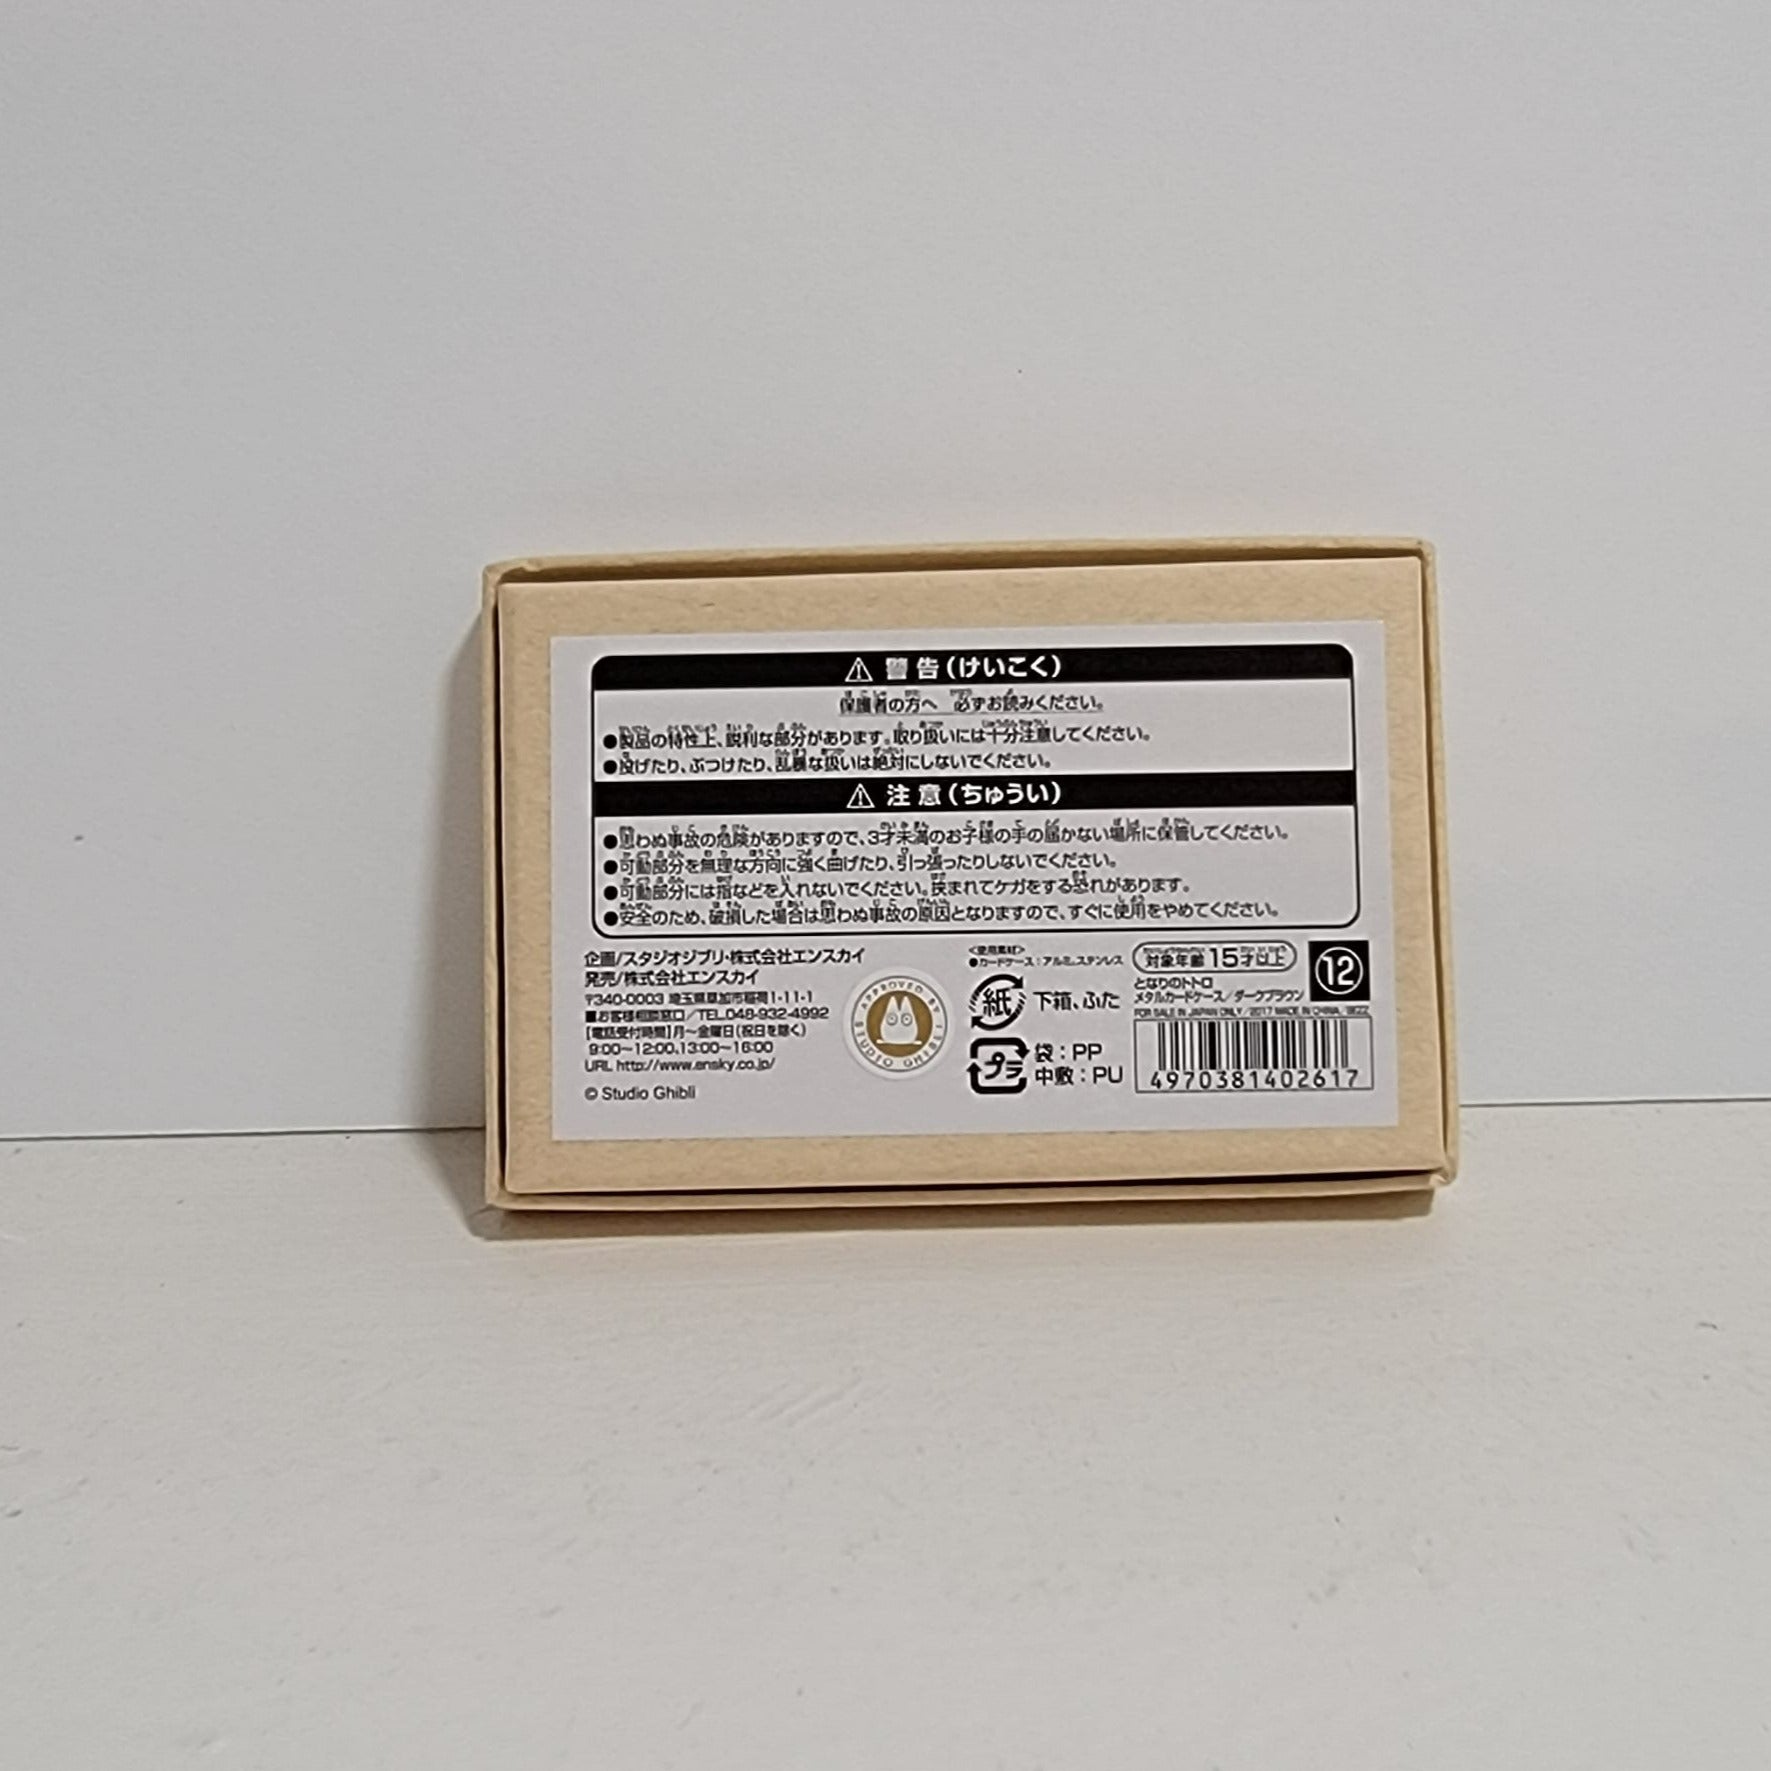 ⚠ 警告(けいこく)
保護者の方へ 必ずお読みください。
●製品の特性上、鋭利な部分があります。取り扱いには十分注意してください。
●投げたり、ぶつけたり、乱暴な扱いは絶対にしないでください。
⚠ 注意(ちゅうい)
●思わぬ事故の危険がありますので、3才未満のお子様の手の届かない場所に保管してください。
●可動部分を無理な方向に強く曲げたり、引っ張ったりしないでください。
●可動部分には指などを入れないでください。挟まれてケガをする恐れがあります。
●安全のため、破損した場合は思わぬ事故の原因となりますので、すぐに使用をやめてください。
企画/スタジオジブリ・株式会社エンスカイ
発売/株式会社エンスカイ
〒340-0003 埼玉県草加市稲荷1-11-1
■お客様相談窓口/TEL.048-932-4992
【電話受付時間】月～金曜日(祝日を除く)
9:00～12:00、13:00～16:00
URL http://www.ensky.co.jp/
© Studio Ghibli
APPROVED BY STUDIO GHIBLI
<使用素材>
●カードケース：アルミ、ステンレス
紙 下箱、ふた
プラ 袋：PP
中敷：PU
対象年齢 15才以上
⑫
となりのトトロ
メタルカードケース/ダークブラウン
FOR SALE IN JAPAN ONLY/2017 MADE IN CHINA
4970381402617